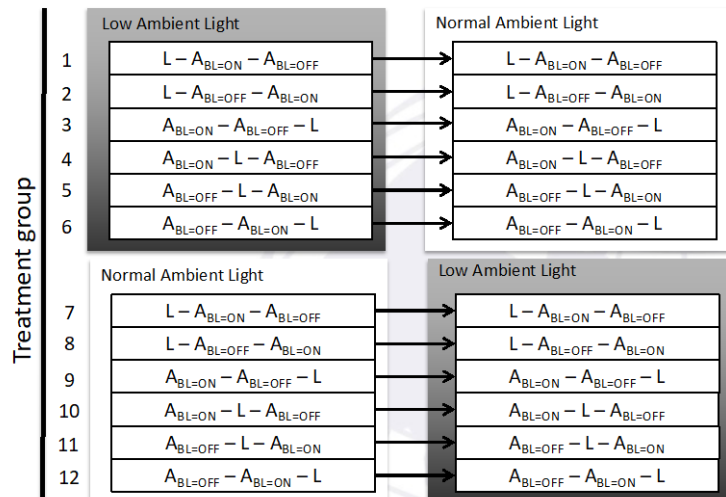 Low Ambient Light
Normal Ambient Light
Treatment group
1 L – A_BL=ON – A_BL=OFF L – A_BL=ON – A_BL=OFF
2 L – A_BL=OFF – A_BL=ON L – A_BL=OFF – A_BL=ON
3 A_BL=ON – A_BL=OFF – L A_BL=ON – A_BL=OFF – L
4 A_BL=ON – L – A_BL=OFF A_BL=ON – L – A_BL=OFF
5 A_BL=OFF – L – A_BL=ON A_BL=OFF – L – A_BL=ON
6 A_BL=OFF – A_BL=ON – L A_BL=OFF – A_BL=ON – L
Normal Ambient Light
Low Ambient Light
7 L – A_BL=ON – A_BL=OFF L – A_BL=ON – A_BL=OFF
8 L – A_BL=OFF – A_BL=ON L – A_BL=OFF – A_BL=ON
9 A_BL=ON – A_BL=OFF – L A_BL=ON – A_BL=OFF – L
10 A_BL=ON – L – A_BL=OFF A_BL=ON – L – A_BL=OFF
11 A_BL=OFF – L – A_BL=ON A_BL=OFF – L – A_BL=ON
12 A_BL=OFF – A_BL=ON – L A_BL=OFF – A_BL=ON – L